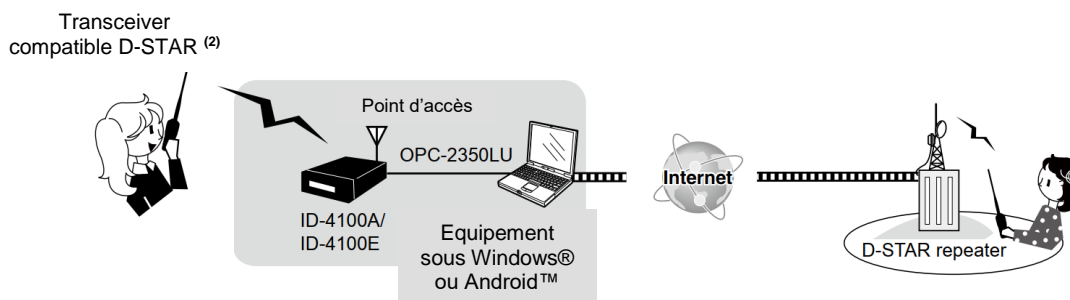 Transceiver
compatible D-STAR (2)
Point d'accès
OPC-2350LU
ID-4100A/
ID-4100E
Equipement
sous Windows®
ou Android™
Internet
D-STAR repeater